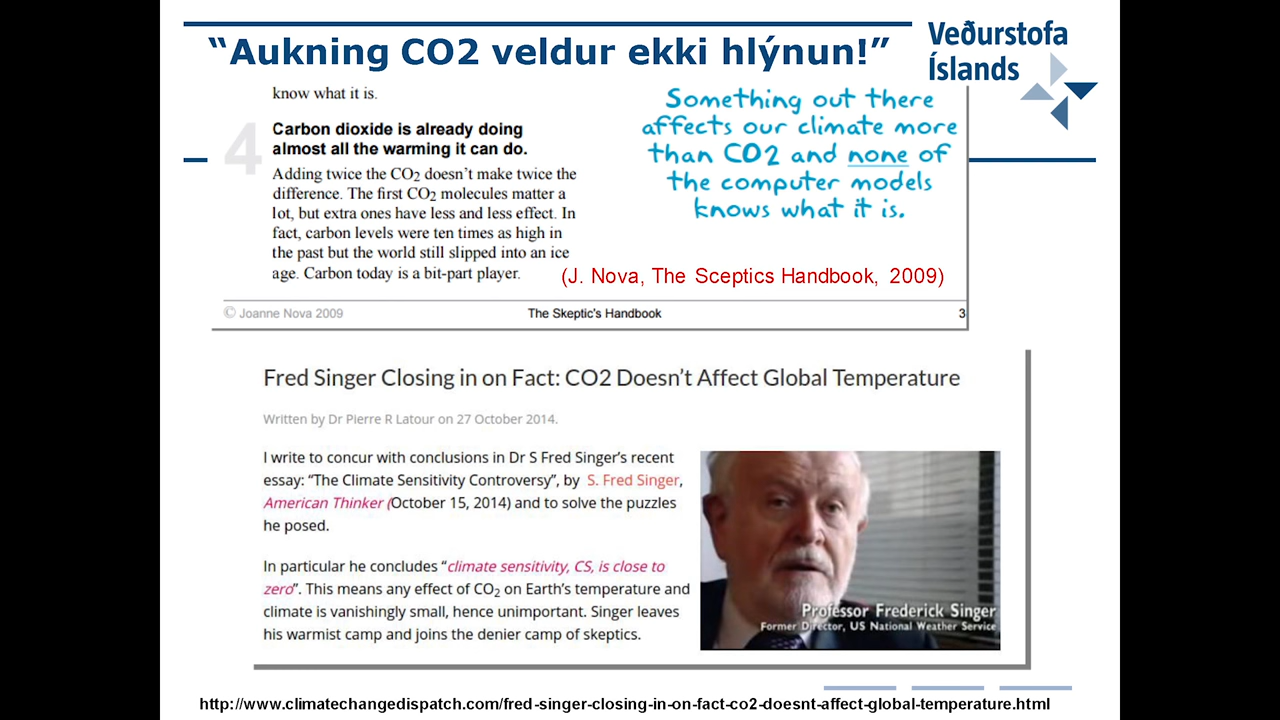 “Aukning CO2 veldur ekki hlýnun!”
Veðurstofa
Íslands
know what it is.
4
Carbon dioxide is already doing
almost all the warming it can do.
Adding twice the CO2 doesn’t make twice the
difference. The first CO2 molecules matter a
lot, but extra ones have less and less effect. In
fact, carbon levels were ten times as high in
the past but the world still slipped into an ice
age. Carbon today is a bit-part player.
Something out there
affects our climate more
than CO2 and none of
the computer models
knows what it is.
(J. Nova, The Sceptics Handbook, 2009)
© Joanne Nova 2009
The Skeptic's Handbook
3
Fred Singer Closing in on Fact: CO2 Doesn’t Affect Global Temperature
Written by Dr Pierre R Latour on 27 October 2014.
I write to concur with conclusions in Dr S Fred Singer’s recent
essay: “The Climate Sensitivity Controversy”, by S. Fred Singer,
American Thinker (October 15, 2014) and to solve the puzzles
he posed.
In particular he concludes “climate sensitivity, CS, is close to
zero”. This means any effect of CO2 on Earth’s temperature and
climate is vanishingly small, hence unimportant. Singer leaves
his warmist camp and joins the denier camp of skeptics.
Professor Frederick Singer
Former Director, US National Weather Service
http://www.climatechangedispatch.com/fred-singer-closing-in-on-fact-co2-doesnt-affect-global-temperature.html